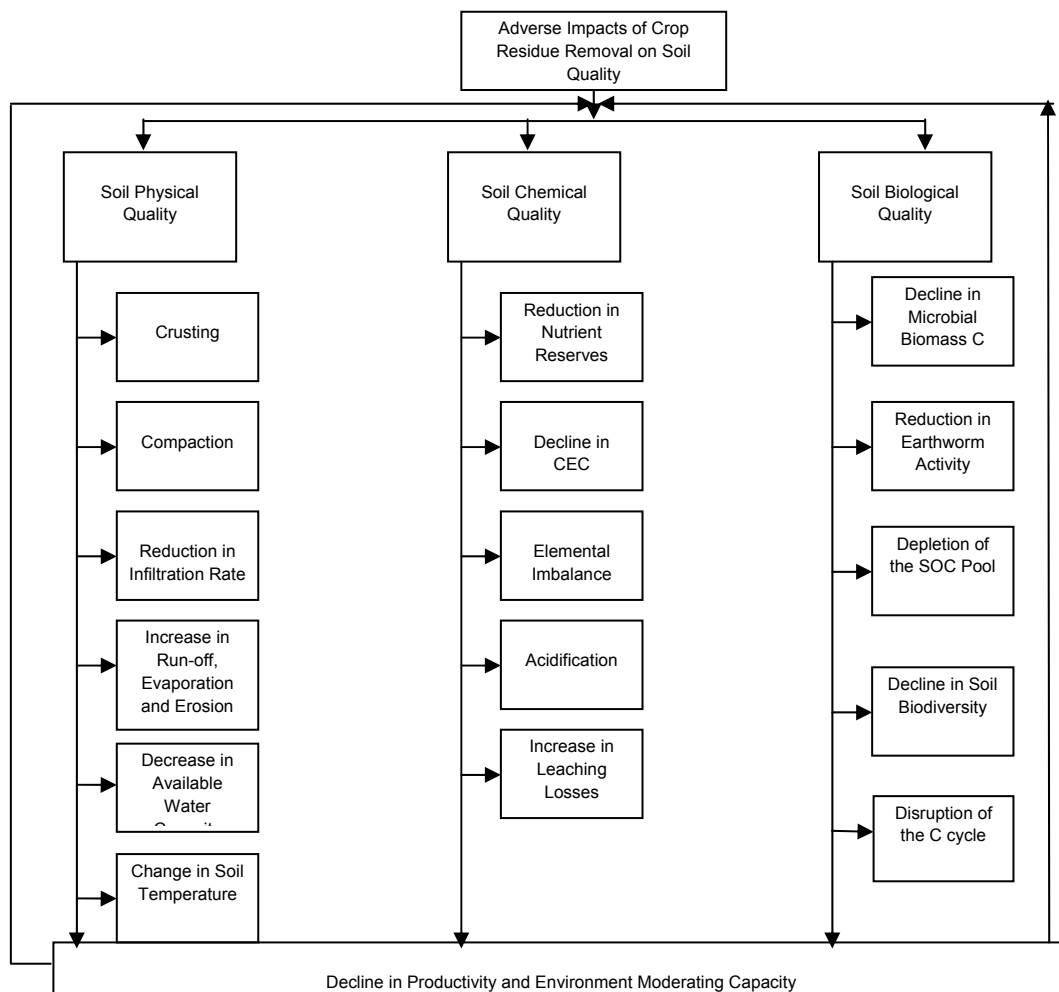 Adverse Impacts of Crop
Residue Removal on Soil
Quality
Soil Physical
Quality
Soil Chemical
Quality
Soil Biological
Quality
Crusting
Compaction
Reduction in
Infiltration Rate
Increase in
Run-off,
Evaporation
and Erosion
Decrease in
Available
Water
Change in Soil
Temperature
Reduction in
Nutrient
Reserves
Decline in
CEC
Elemental
Imbalance
Acidification
Increase in
Leaching
Losses
Decline in
Microbial
Biomass C
Reduction in
Earthworm
Activity
Depletion of
the SOC Pool
Decline in Soil
Biodiversity
Disruption of
the C cycle
Decline in Productivity and Environment Moderating Capacity